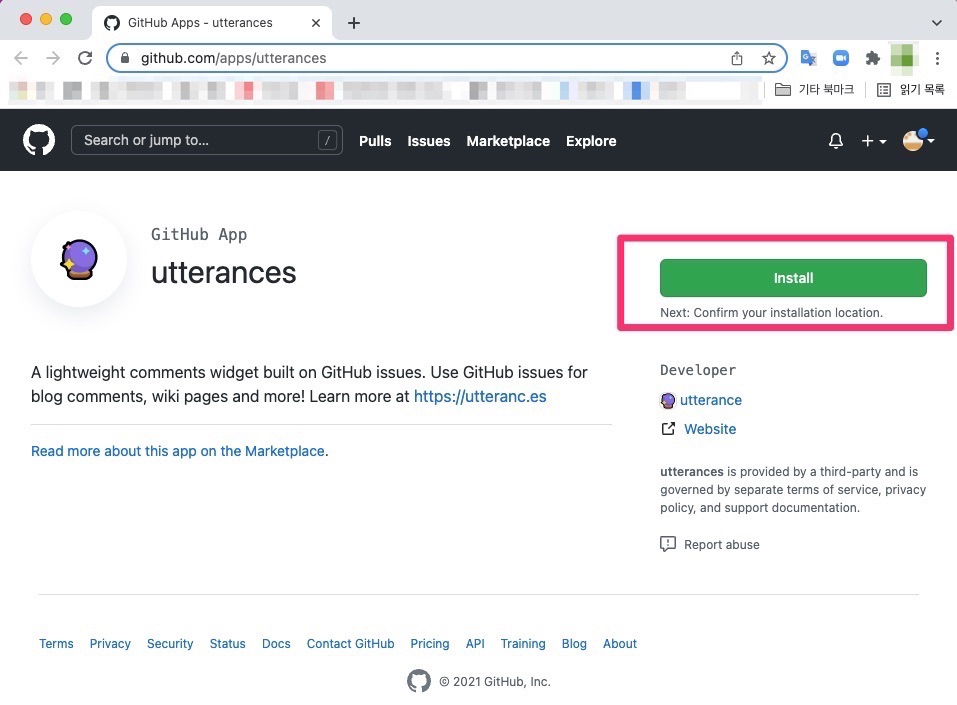 GitHub Apps - utterances
github.com/apps/utterances
기타 북마크
읽기 목록
Search or jump to...
/
Pulls
Issues
Marketplace
Explore
GitHub App
utterances
Install
Next: Confirm your installation location.
A lightweight comments widget built on GitHub issues. Use GitHub issues for
blog comments, wiki pages and more! Learn more at https://utteranc.es
Read more about this app on the Marketplace.
Developer
utterance
Website
utterances is provided by a third-party and is
governed by separate terms of service, privacy
policy, and support documentation.
Report abuse
Terms
Privacy
Security
Status
Docs
Contact GitHub
Pricing
API
Training
Blog
About
© 2021 GitHub, Inc.